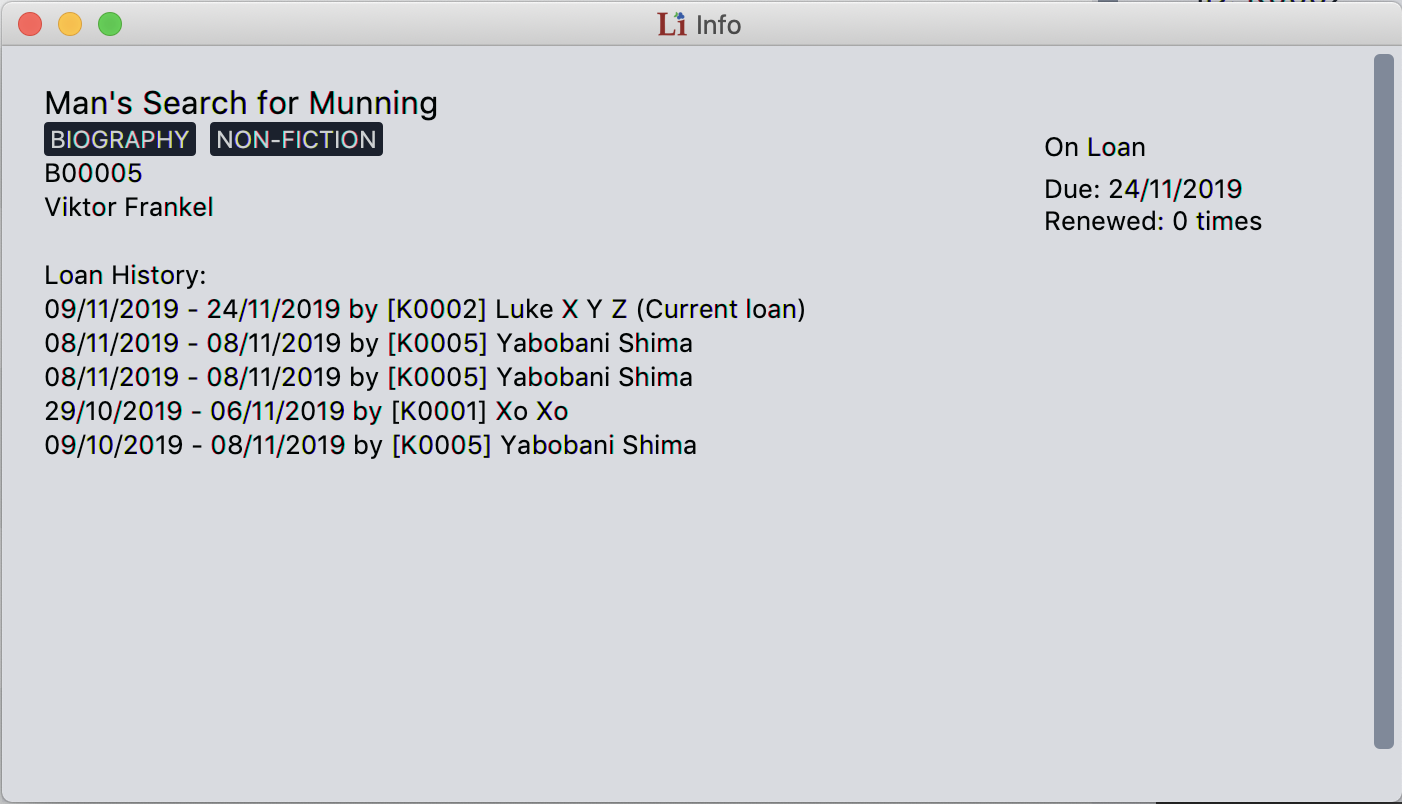 Li Info
Man's Search for Munning
BIOGRAPHY NON-FICTION
B00005
Viktor Frankel
On Loan
Due: 24/11/2019
Renewed: 0 times
Loan History:
09/11/2019 - 24/11/2019 by [K0002] Luke X Y Z (Current loan)
08/11/2019 - 08/11/2019 by [K0005] Yabobani Shima
08/11/2019 - 08/11/2019 by [K0005] Yabobani Shima
29/10/2019 - 06/11/2019 by [K0001] Xo Xo
09/10/2019 - 08/11/2019 by [K0005] Yabobani Shima